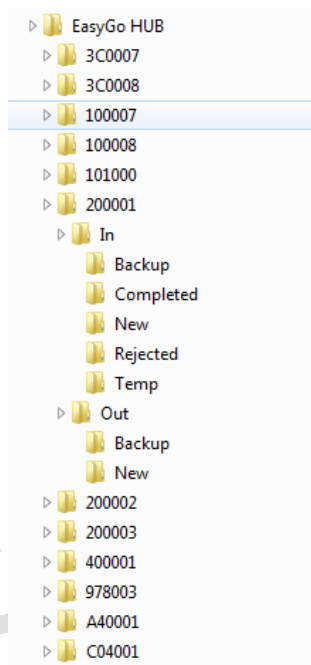 EasyGo HUB
3C0007
3C0008
100007
100008
101000
200001
In
Backup
Completed
New
Rejected
Temp
Out
Backup
New
200002
200003
400001
978003
A40001
C04001